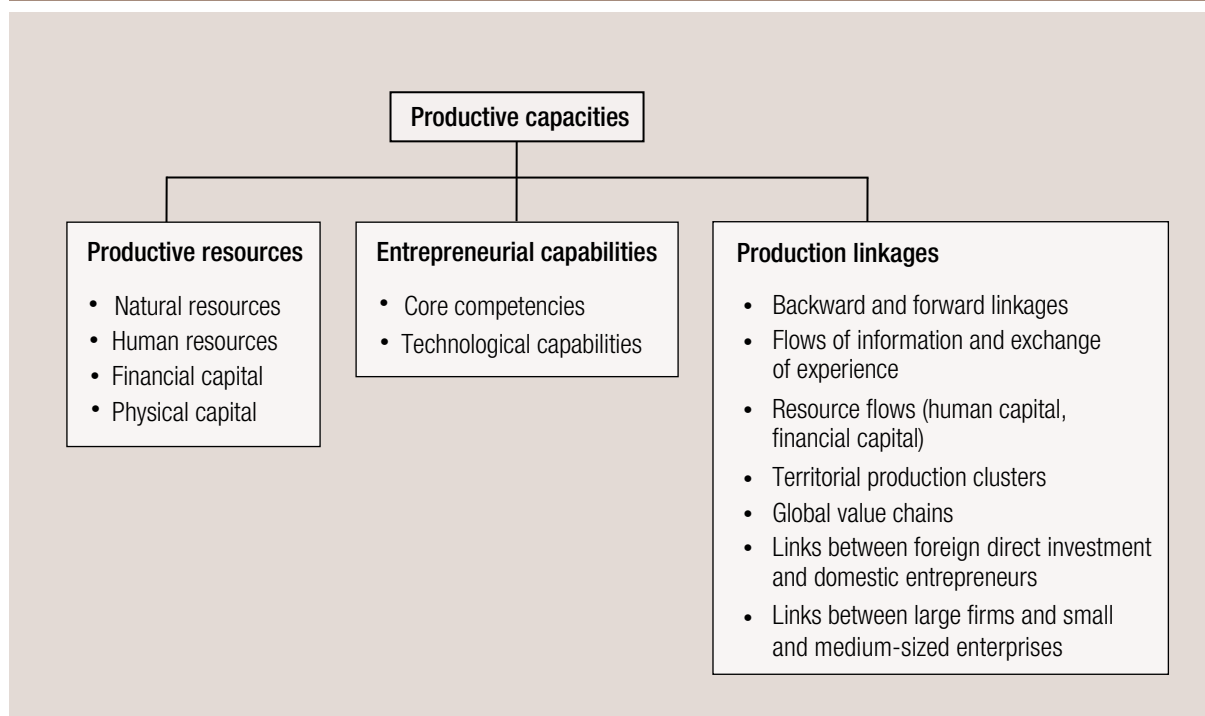 Productive capacities
Productive resources
• Natural resources
• Human resources
• Financial capital
• Physical capital
Entrepreneurial capabilities
• Core competencies
• Technological capabilities
Production linkages
• Backward and forward linkages
• Flows of information and exchange
of experience
• Resource flows (human capital,
financial capital)
• Territorial production clusters
• Global value chains
• Links between foreign direct investment
and domestic entrepreneurs
• Links between large firms and small
and medium-sized enterprises